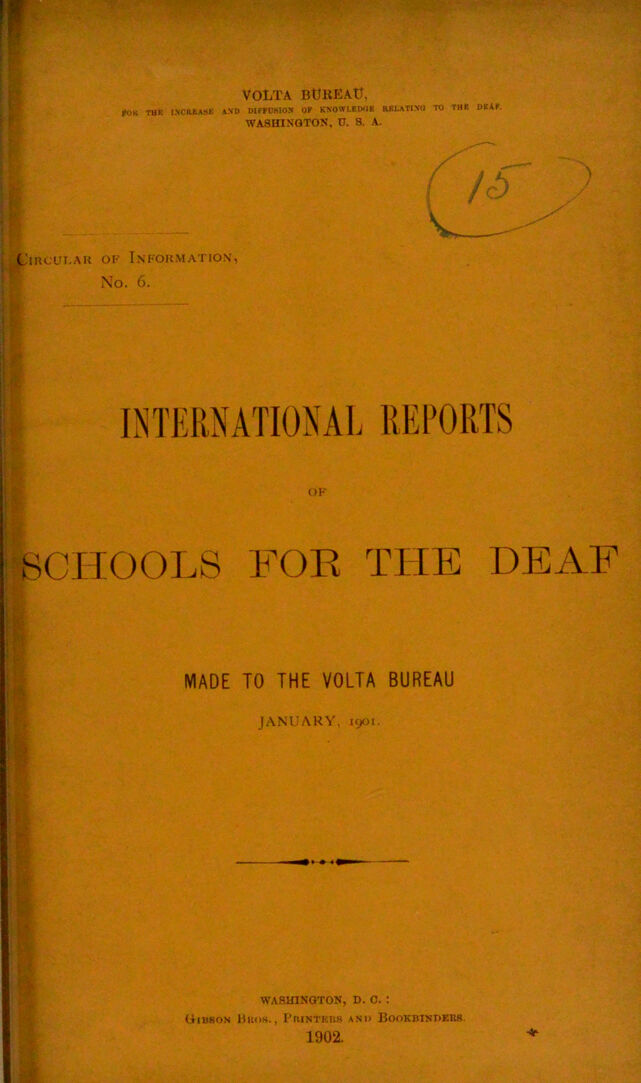 VOLTA BUREAU,
FOR THE INCREASE AND DIFFUSION OF KNOWLEDGE RELATING TO THE DEAF.
WASHINGTON, U. S. A.
15
CIRCULAR OF INFORMATION,
No. 6.
INTERNATIONAL REPORTS
OF
SCHOOLS FOR THE DEAF
MADE TO THE VOLTA BUREAU
JANUARY, 1901.
WASHINGTON, D. C. :
GIBSON BROS., PRINTERS AND BOOKBINDERS.
1902.